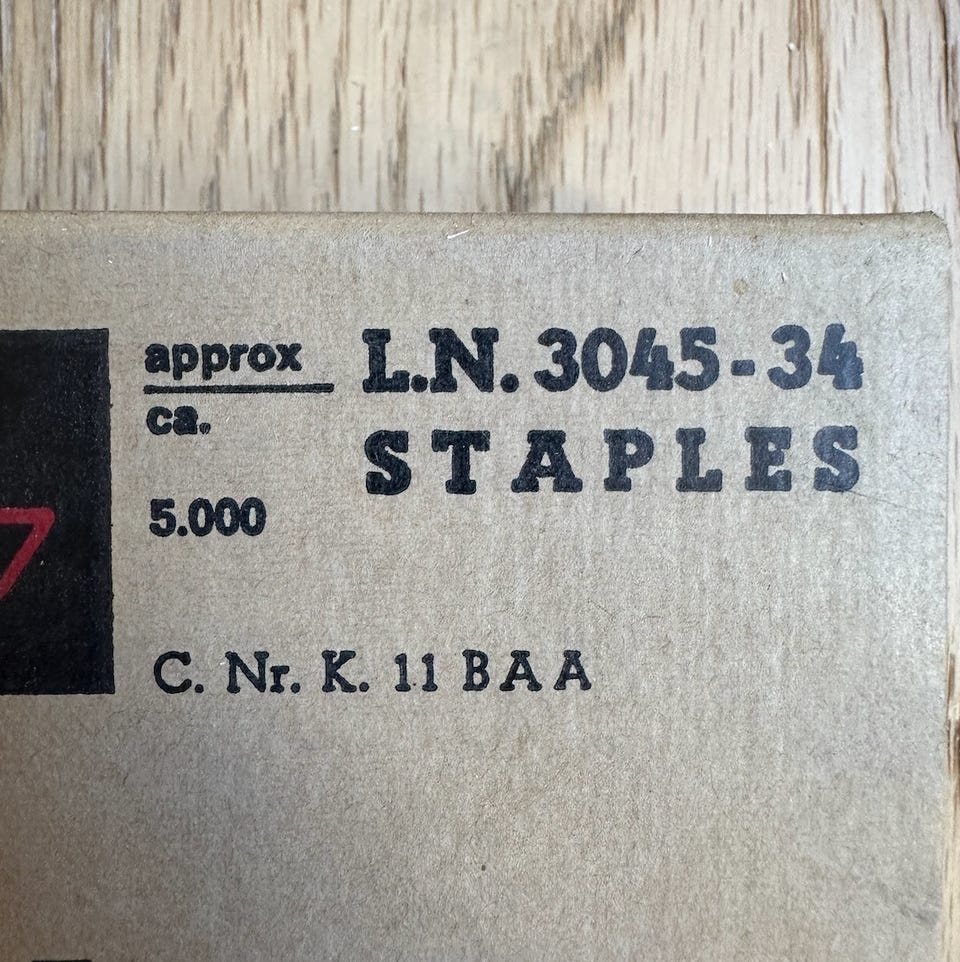 approx
ca.
5.000
L.N. 3045-34
STAPLES
C. Nr. K. 11 BAA